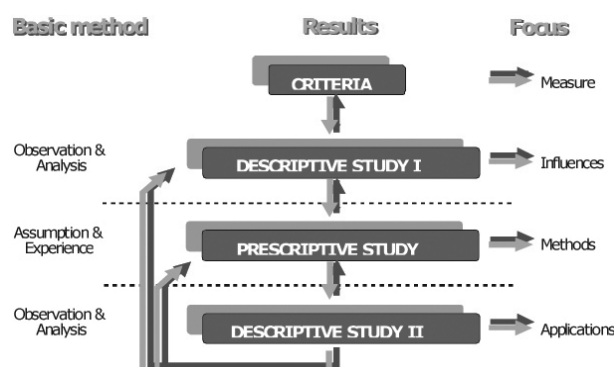 Basic method Results Focus
CRITERIA Measure
Observation &
Analysis
DESCRIPTIVE STUDY I Influences
Assumption &
Experience
PRESCRIPTIVE STUDY Methods
Observation &
Analysis
DESCRIPTIVE STUDY II Applications